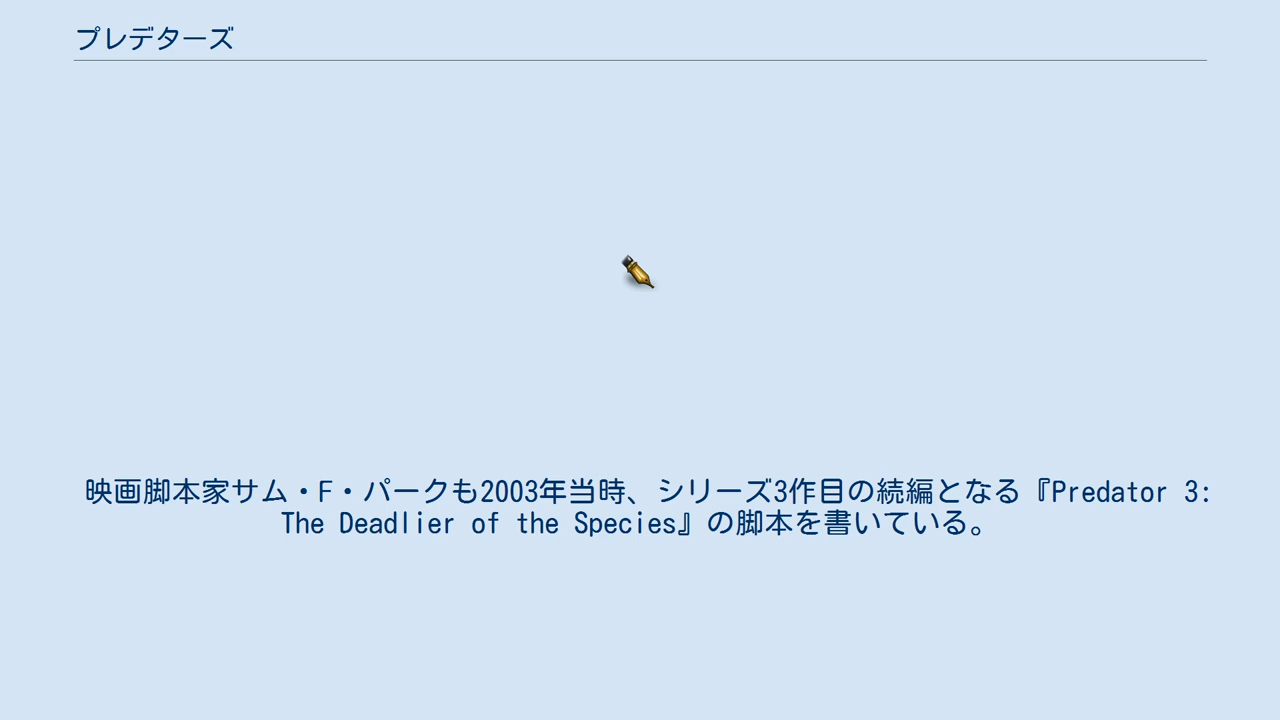 プレデターズ
映画脚本家サム・F・パークも2003年当時、シリーズ3作目の続編となる『Predator 3:
The Deadlier of the Species』の脚本を書いている。